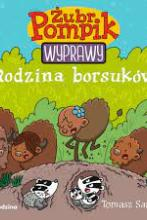 Żubr
Pompik
WYPRAWY
Rodzina borsuków
Tomasz